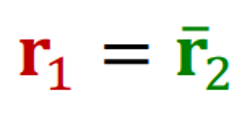 r₁ = r̄₂